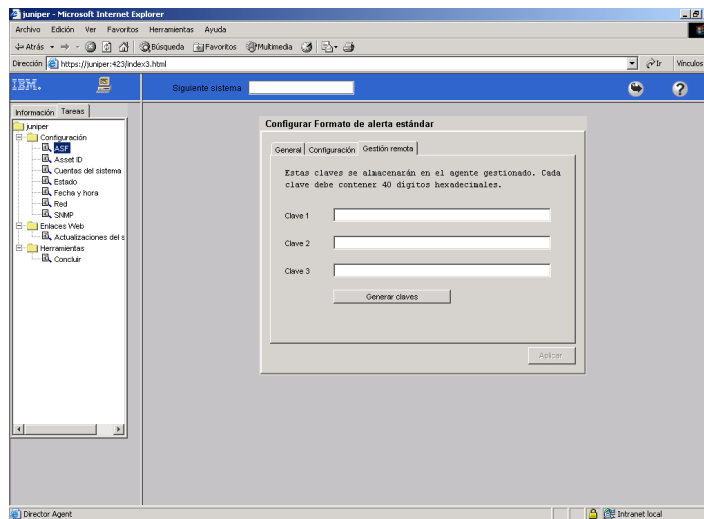 juniper - Microsoft Internet Explorer
Archivo Edición Ver Favoritos Herramientas Ayuda
Atrás Búsqueda Favoritos Multimedia
Dirección https://juniper:423/index3.html Ir Vínculos
IBM. Siguiente sistema ?
Información Tareas
juniper
Configuración
ASF
Asset ID
Cuentas del sistema
Estado
Fecha y hora
Red
SNMP
Enlaces Web
Actualizaciones del s
Herramientas
Concluir
Configurar Formato de alerta estándar
General Configuración Gestión remota
Estas claves se almacenarán en el agente gestionado. Cada
clave debe contener 40 dígitos hexadecimales.
Clave 1
Clave 2
Clave 3
Generar claves
Aplicar
Director Agent Intranet local